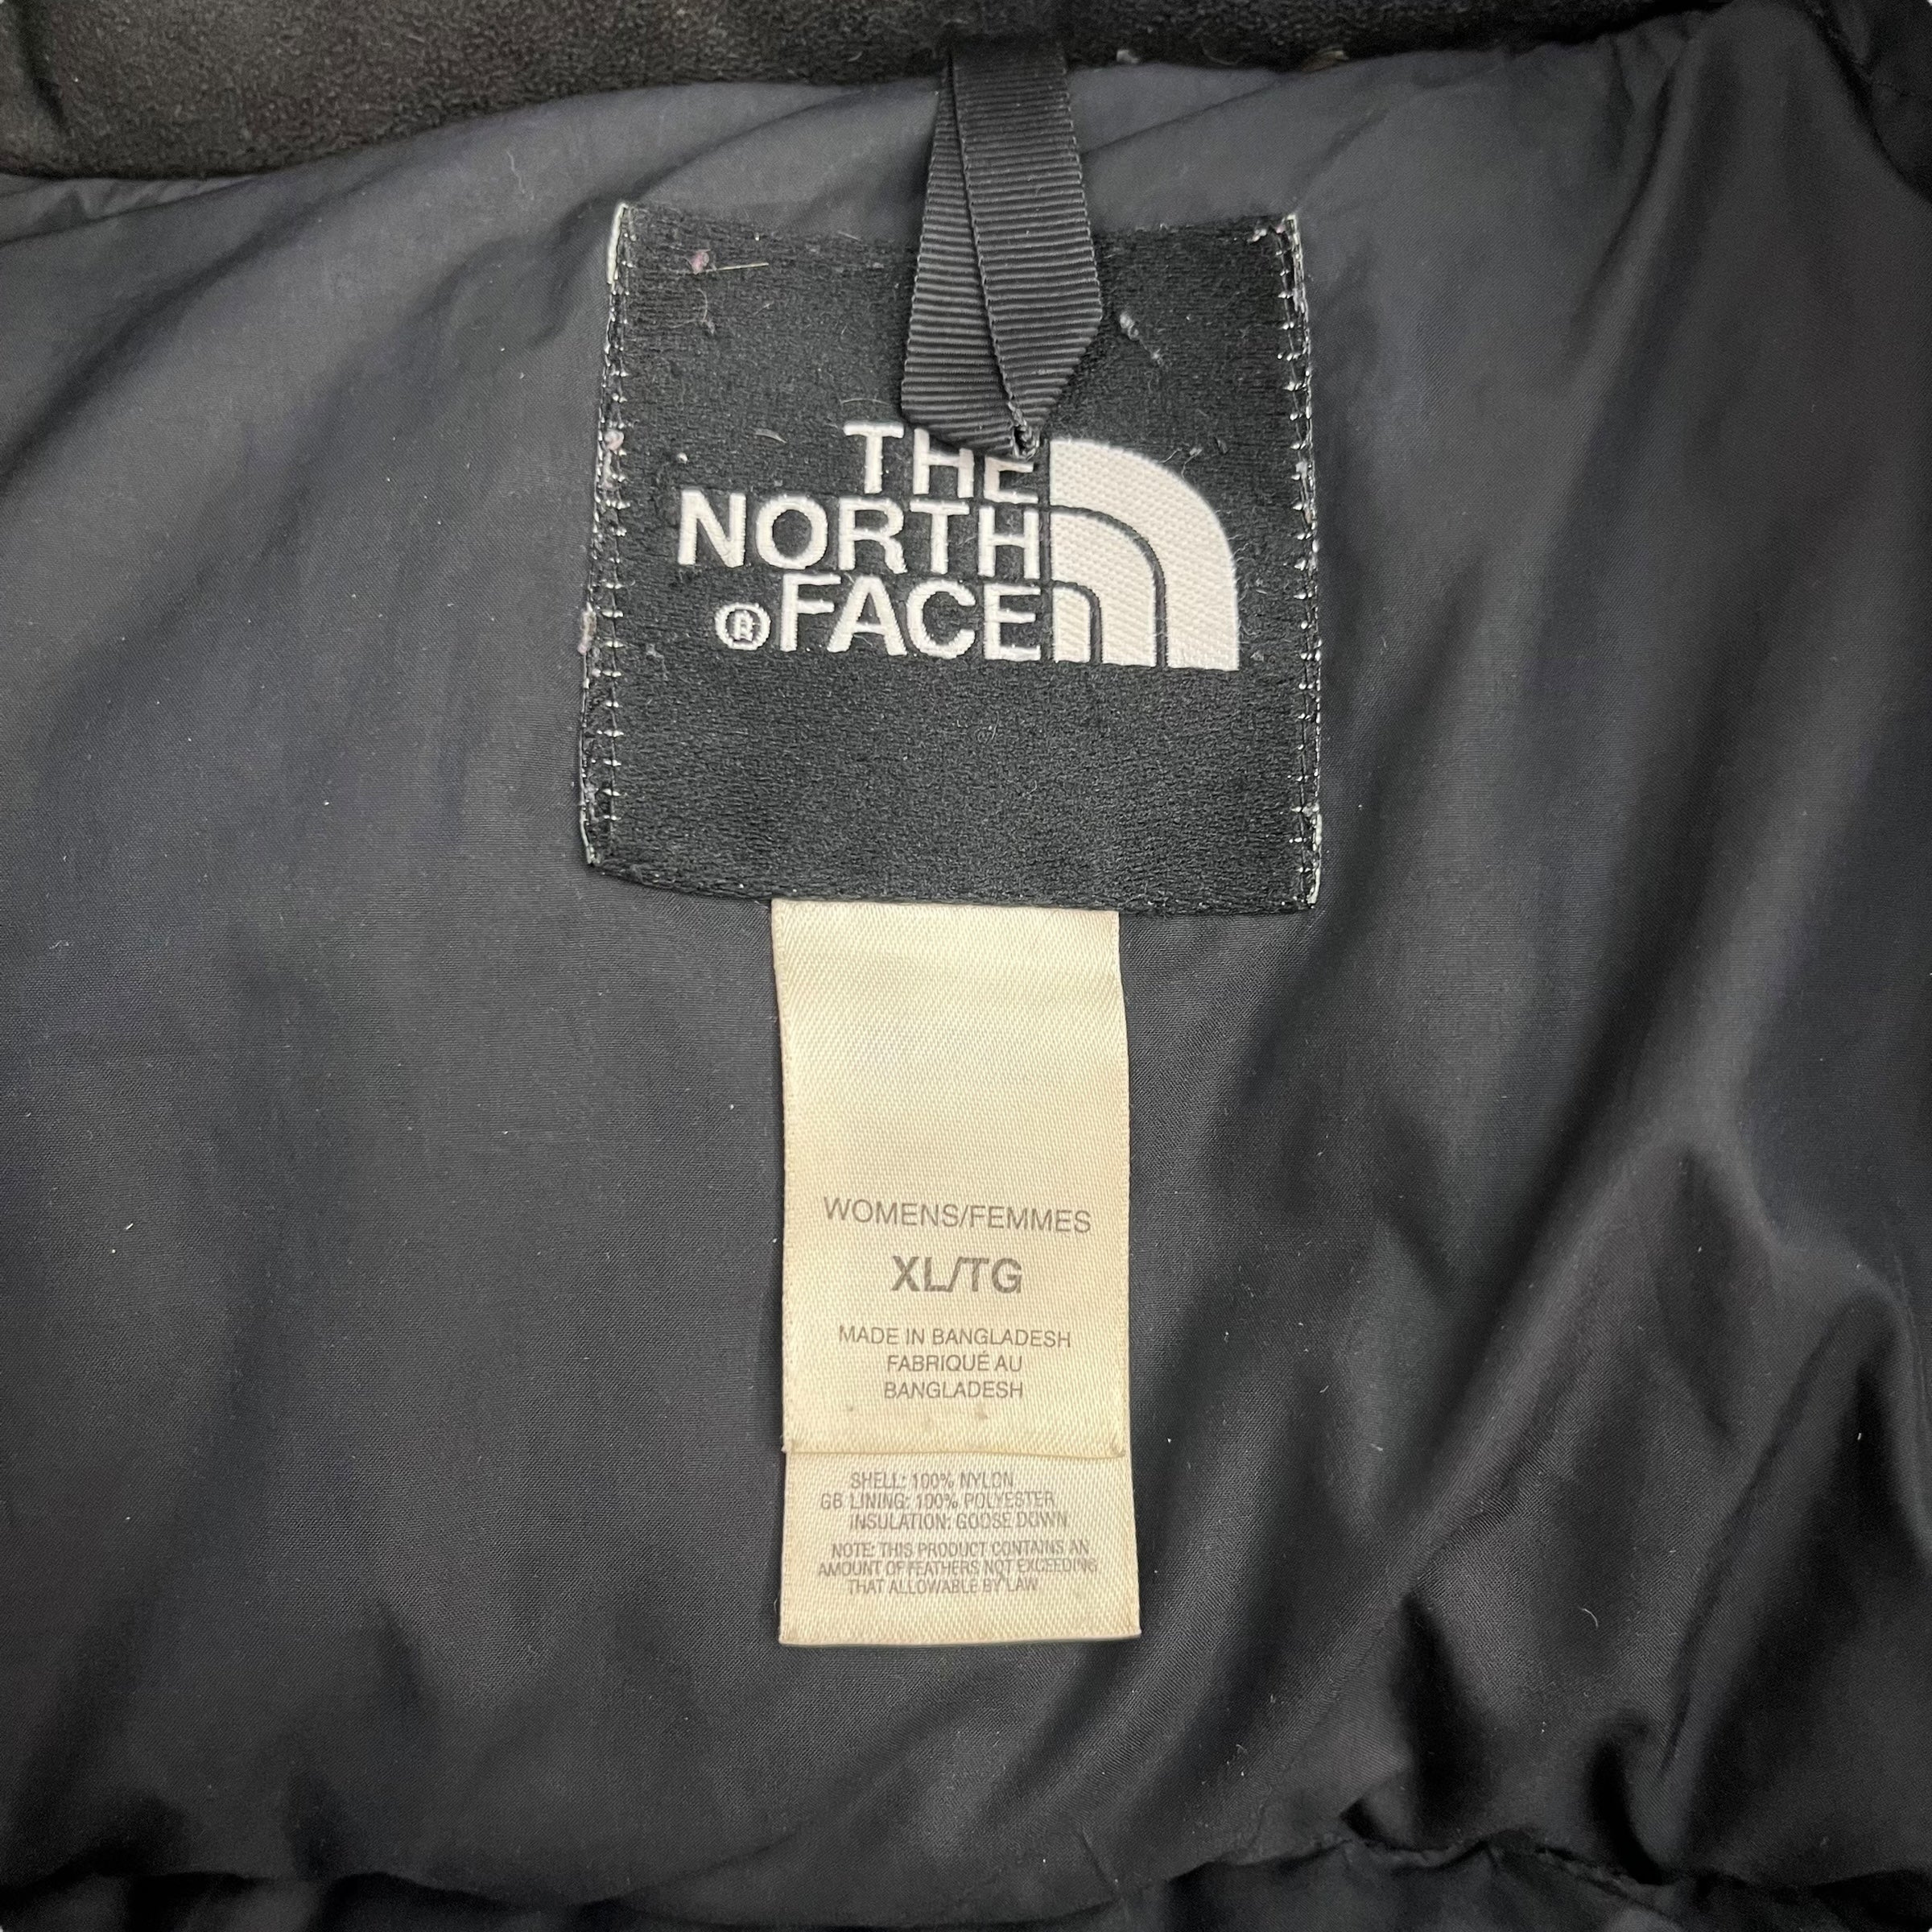 THE
NORTH
®FACE
WOMENS/FEMMES
XL/TG
MADE IN BANGLADESH
FABRIQUÉ AU
BANGLADESH
SHELL: 100% NYLON
GB LINING: 100% POLYESTER
INSULATION: GOOSE DOWN
NOTE: THIS PRODUCT CONTAINS AN
AMOUNT OF FEATHERS NOT EXCEEDING
THAT ALLOWABLE BY LAW